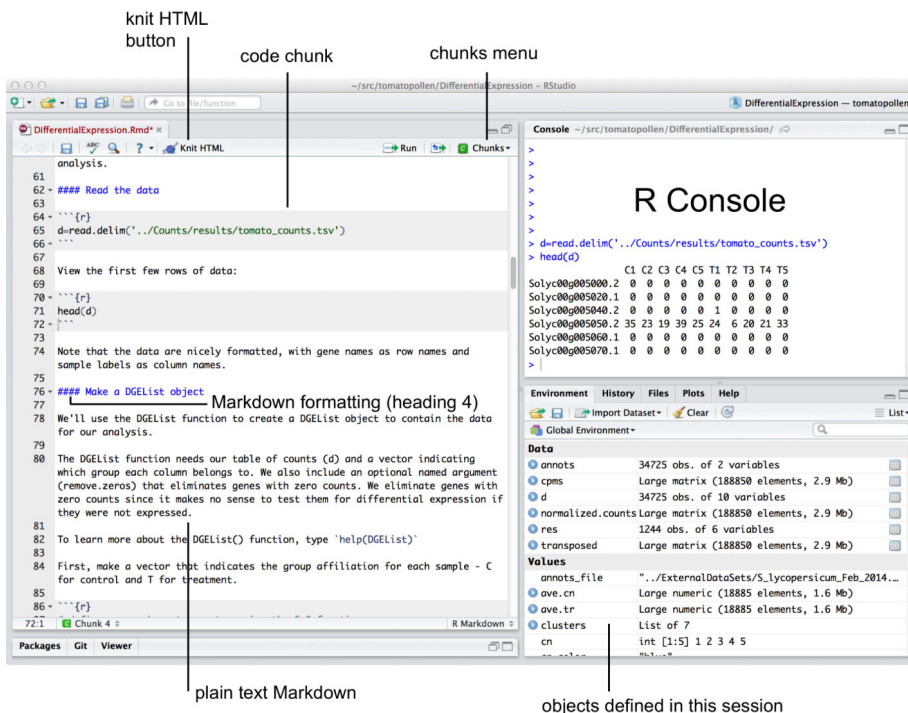 knit HTML
button
code chunk
chunks menu
~/src/tomatopollen/DifferentialExpression - RStudio
Go to file/function
DifferentialExpression — tomatopollen
DifferentialExpression.Rmd*
ABC
? Knit HTML
Run
Chunks
analysis.
61
62 #### Read the data
63
64 ```{r}
65 d=read.delim('../Counts/results/tomato_counts.tsv')
66 ```
67
68 View the first few rows of data:
69
70 ```{r}
71 head(d)
72 ```
73
74 Note that the data are nicely formatted, with gene names as row names and
sample labels as column names.
75
76 #### Make a DGEList object
77
Markdown formatting (heading 4)
78 We'll use the DGEList function to create a DGEList object to contain the data
for our analysis.
79
80 The DGEList function needs our table of counts (d) and a vector indicating
which group each column belongs to. We also include an optional named argument
(remove.zeros) that eliminates genes with zero counts. We eliminate genes with
zero counts since it makes no sense to test them for differential expression if
they were not expressed.
81
82 To learn more about the DGEList() function, type `help(DGEList)`
83
84 First, make a vector that indicates the group affiliation for each sample - C
for control and T for treatment.
85
86 ```{r}
72:1 C Chunk 4 R Markdown
Packages Git Viewer
Console ~/src/tomatopollen/DifferentialExpression/
>
>
>
>
>
>
>
R Console
> d=read.delim('../Counts/results/tomato_counts.tsv')
> head(d)
C1 C2 C3 C4 C5 T1 T2 T3 T4 T5
Solyc00g005000.2 0 0 0 0 0 0 0 0 0 0
Solyc00g005020.1 0 0 0 0 0 0 0 0 0 0
Solyc00g005040.2 0 0 0 0 0 1 0 0 0 0
Solyc00g005050.2 35 23 19 39 25 24 6 20 21 33
Solyc00g005060.1 0 0 0 0 0 0 0 0 0 0
Solyc00g005070.1 0 0 0 0 0 0 0 0 0 0
>
Environment History Files Plots Help
Import Dataset Clear List
Global Environment
Data
annots 34725 obs. of 2 variables
cpms Large matrix (188850 elements, 2.9 Mb)
d 34725 obs. of 10 variables
normalized.counts Large matrix (188850 elements, 2.9 Mb)
res 1244 obs. of 6 variables
transposed Large matrix (188850 elements, 2.9 Mb)
Values
annots_file "../ExternalDataSets/S_lycopersicum_Feb_2014....
ave.cn Large numeric (18885 elements, 1.6 Mb)
ave.tr Large numeric (18885 elements, 1.6 Mb)
clusters List of 7
cn int [1:5] 1 2 3 4 5
plain text Markdown
objects defined in this session